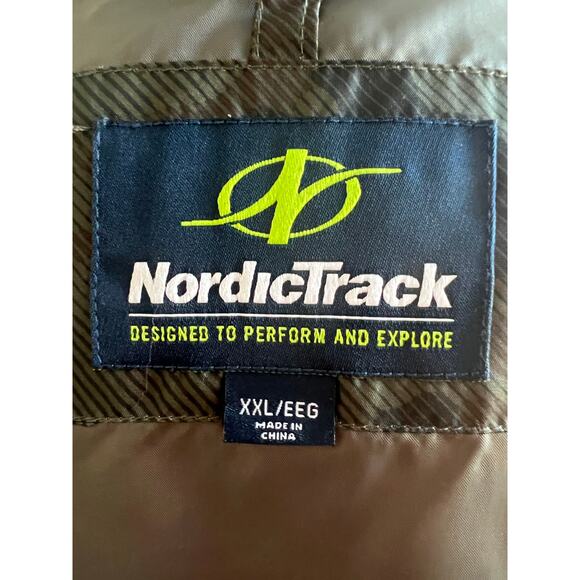 NordicTrack
DESIGNED TO PERFORM AND EXPLORE
XXL/EEG
MADE IN
CHINA